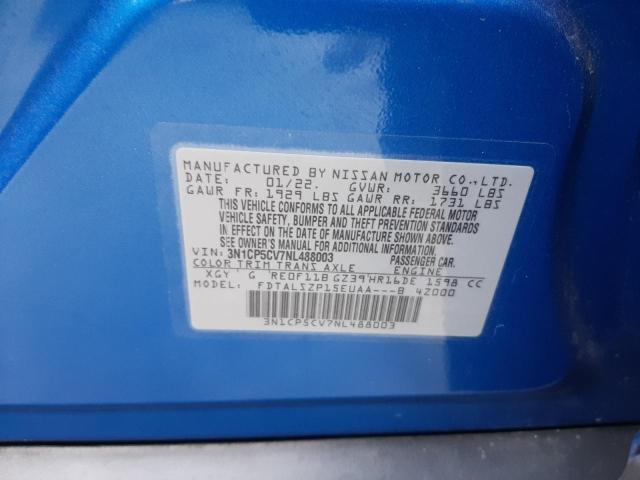 MANUFACTURED BY NISSAN MOTOR CO.,LTD.
DATE: 01/22. GVWR: 3660 LBS
GAWR FR: 1929 LBS GAWR RR: 1731 LBS
THIS VEHICLE CONFORMS TO ALL APPLICABLE FEDERAL MOTOR
VEHICLE SAFETY, BUMPER AND THEFT PREVENTION STANDARDS
IN EFFECT ON THE DATE OF MANUFACTURE SHOWN ABOVE.
SEE OWNER'S MANUAL FOR ADDITIONAL INFORMATION.
VIN: 3N1CP5CV7NL488003 PASSENGER CAR.
COLOR TRIM TRANS AXLE ENGINE
XGY G RE0F11B GZ39 HR16DE 1598 CC
MODEL: FDTALSZP15EUAA---B 4Z000
3N1CP5CV7NL488003